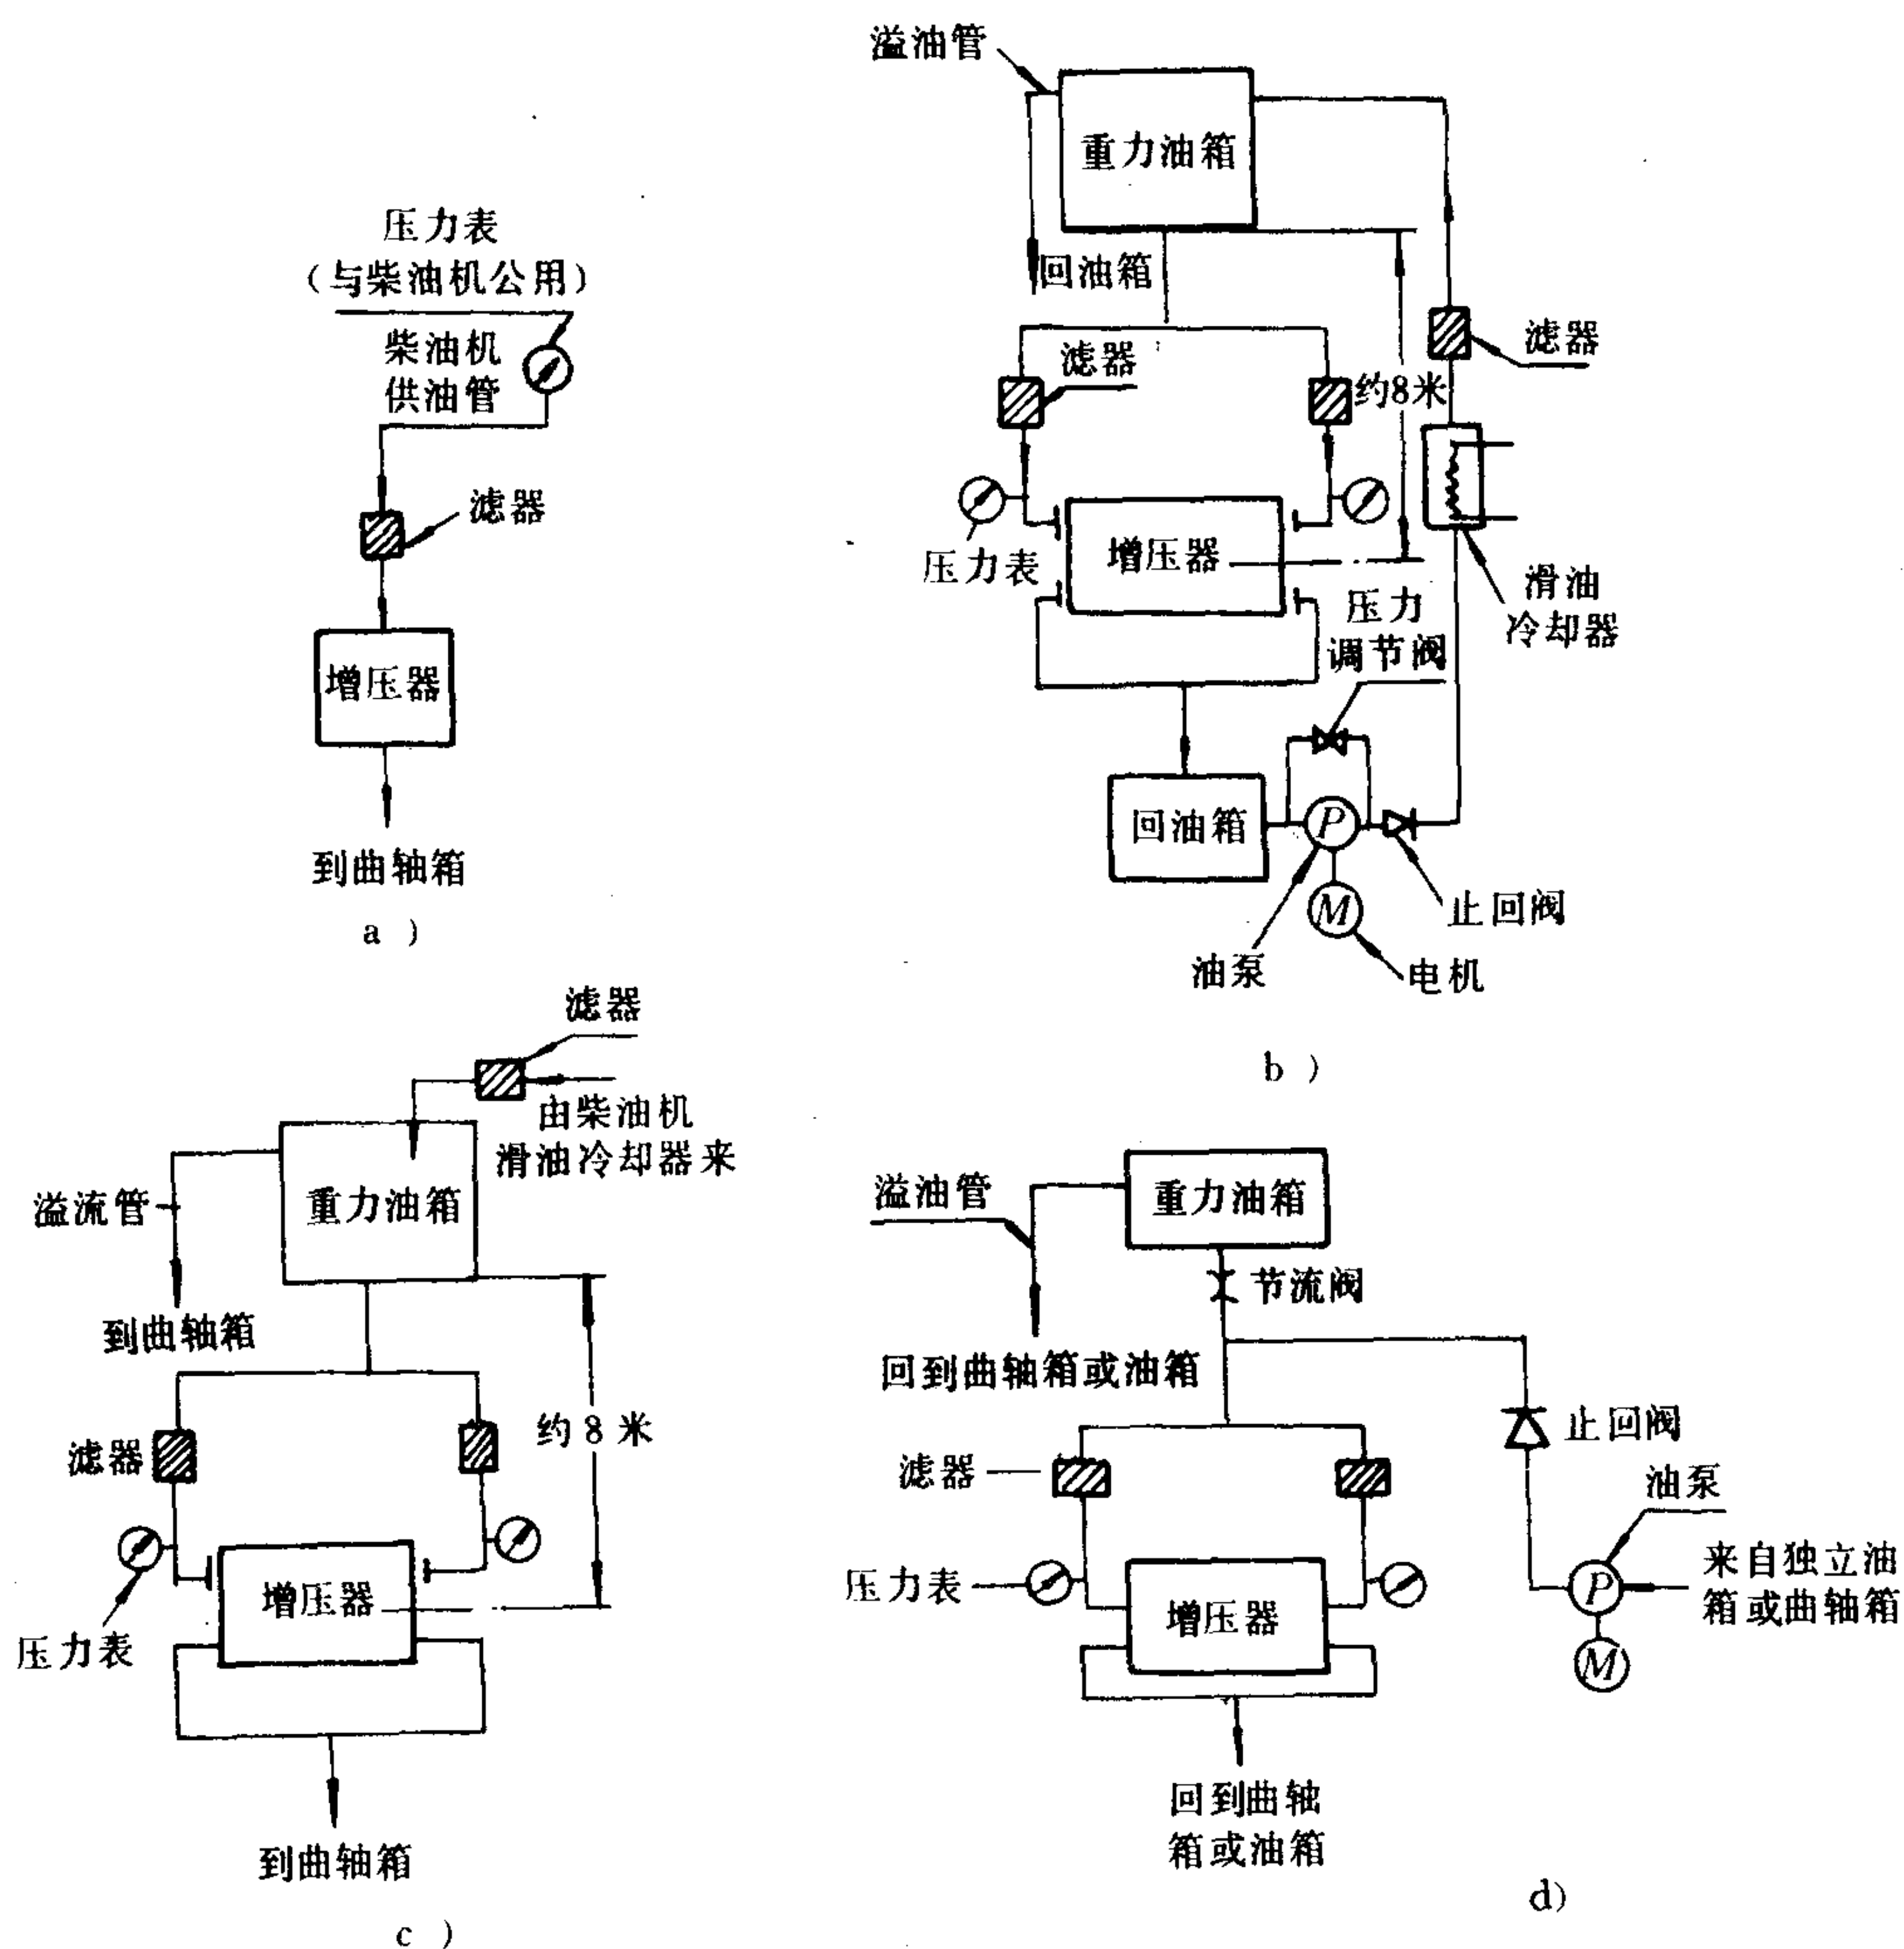 压力表
(与柴油机公用)
柴油机
供油管
滤器
增压器
到曲轴箱
a )
溢油管
重力油箱
回油箱
滤器
滤器
约8米
压力表
增压器
压力
调节阀
滑油
冷却器
回油箱
P
M
止回阀
油泵
电机
b )
滤器
由柴油机
滑油冷却器来
重力油箱
溢流管
到曲轴箱
滤器
约8米
增压器
压力表
到曲轴箱
c )
溢油管
重力油箱
节流阀
回到曲轴箱或油箱
滤器
止回阀
油泵
压力表
增压器
P
来自独立油
箱或曲轴箱
M
回到曲轴
箱或油箱
d)